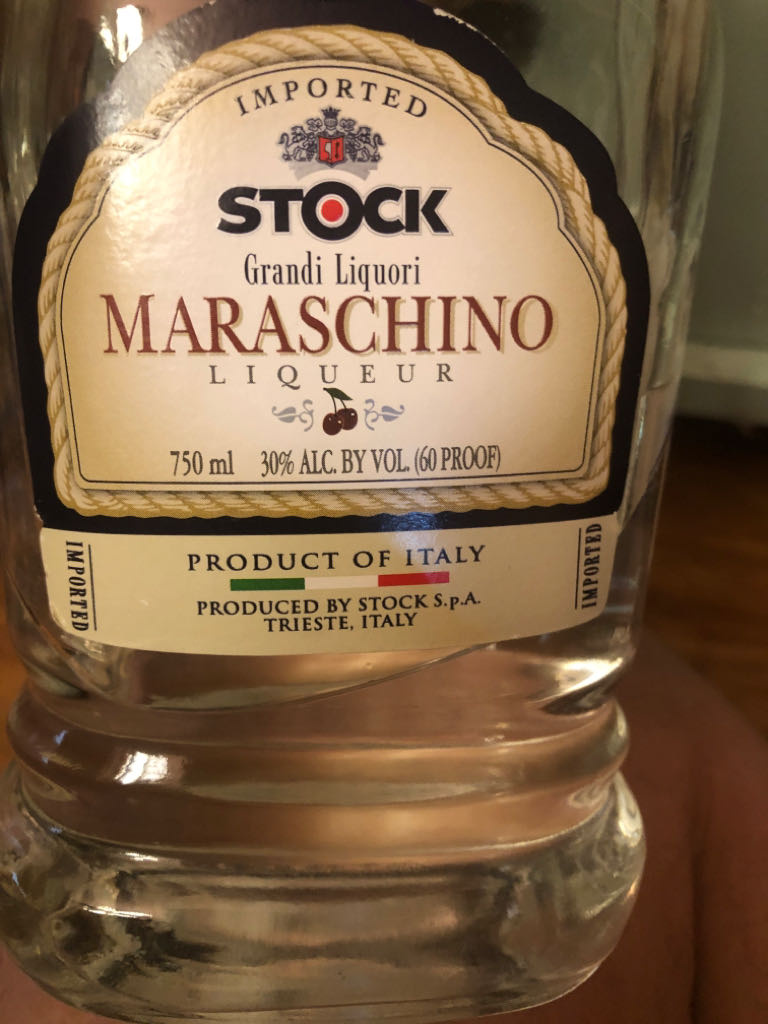 IMPORTED
STOCK
Grandi Liquori
MARASCHINO
LIQUEUR
750 ml 30% ALC. BY VOL. (60 PROOF)
IMPORTED
PRODUCT OF ITALY
PRODUCED BY STOCK S.p.A.
TRIESTE, ITALY
IMPORTED